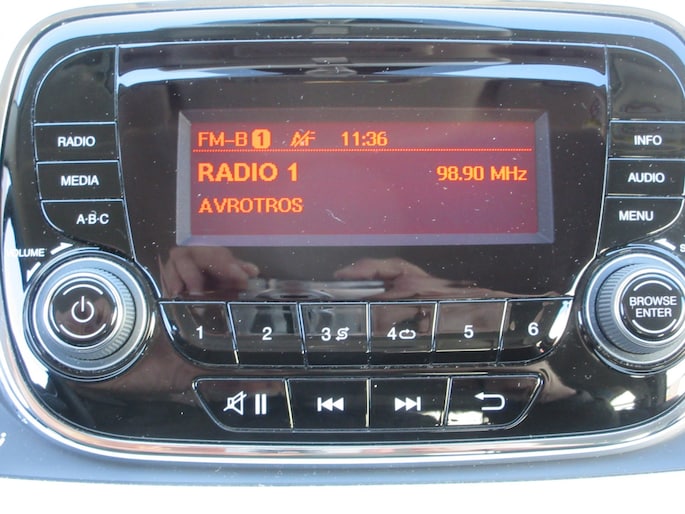 FM-B 1 AF 11:36
RADIO 1 98.90 MHz
AVROTROS
RADIO
MEDIA
A·B·C
INFO
AUDIO
MENU
VOLUME
BROWSE
ENTER
1 2 3 4 5 6